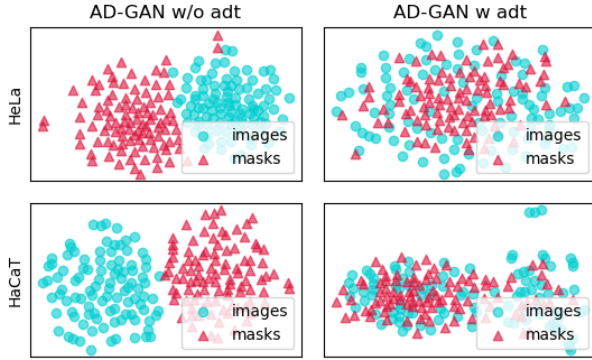 AD-GAN w/o adt
AD-GAN w adt
HeLa
images
masks
images
masks
HaCaT
images
masks
images
masks